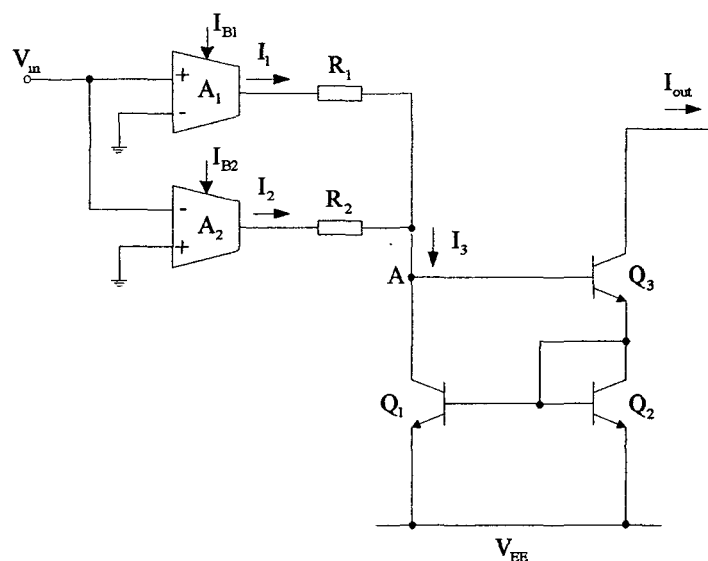 I_B1
V_in
I_1
R_1
+
A_1
-
I_out
I_B2
I_2
R_2
-
A_2
+
I_3
A
Q_3
Q_1
Q_2
V_EE